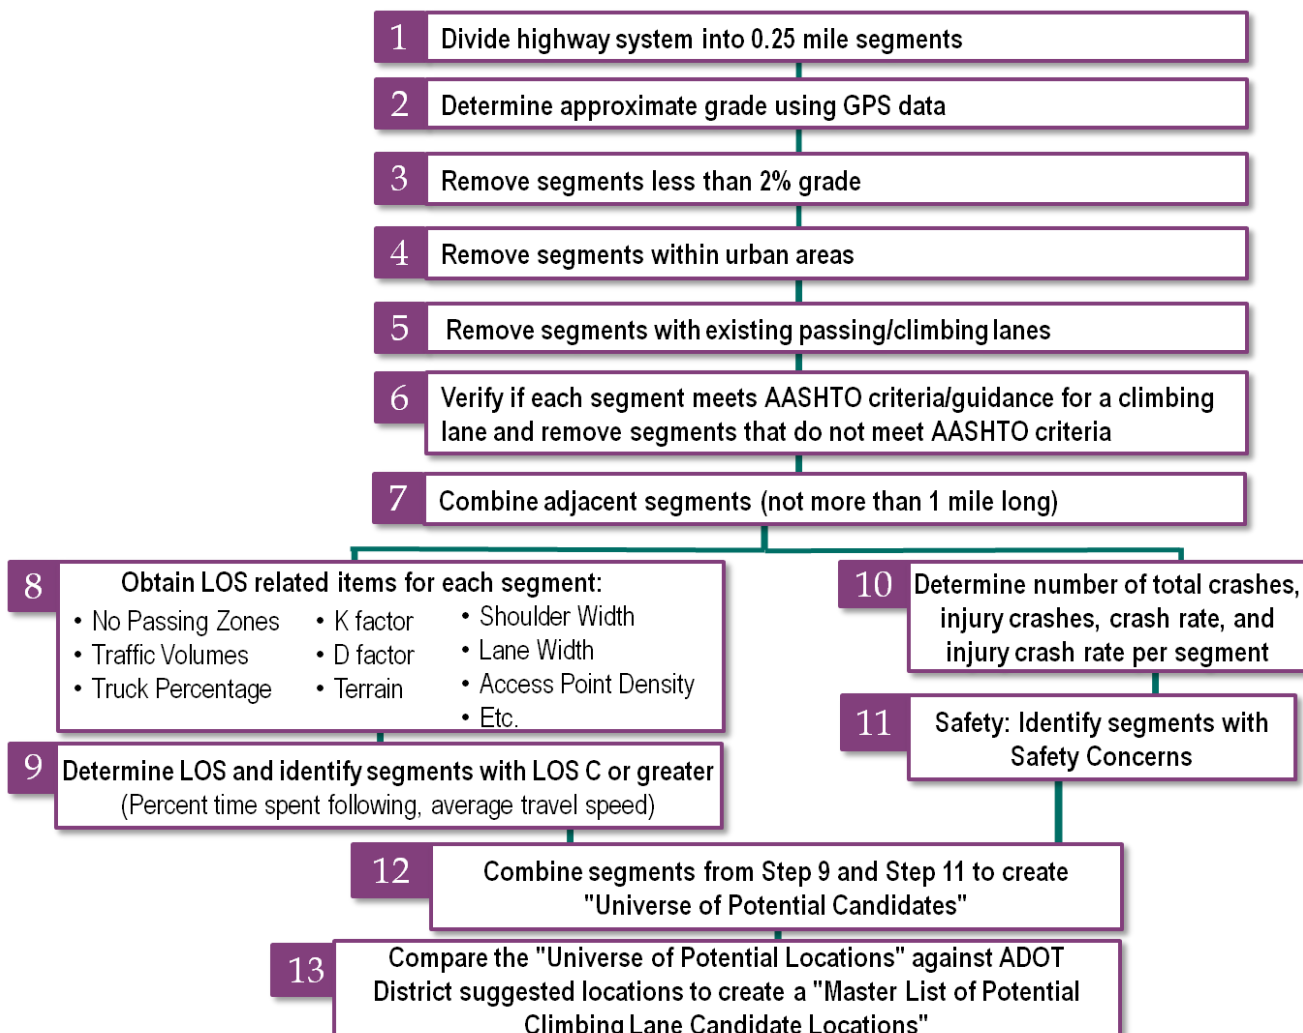 1 Divide highway system into 0.25 mile segments
2 Determine approximate grade using GPS data
3 Remove segments less than 2% grade
4 Remove segments within urban areas
5 Remove segments with existing passing/climbing lanes
6 Verify if each segment meets AASHTO criteria/guidance for a climbing
lane and remove segments that do not meet AASHTO criteria
7 Combine adjacent segments (not more than 1 mile long)
8 Obtain LOS related items for each segment:
• No Passing Zones
• Traffic Volumes
• Truck Percentage
• K factor
• D factor
• Terrain
• Shoulder Width
• Lane Width
• Access Point Density
• Etc.
9 Determine LOS and identify segments with LOS C or greater
(Percent time spent following, average travel speed)
10 Determine number of total crashes,
injury crashes, crash rate, and
injury crash rate per segment
11 Safety: Identify segments with
Safety Concerns
12 Combine segments from Step 9 and Step 11 to create
"Universe of Potential Candidates"
13 Compare the "Universe of Potential Locations" against ADOT
District suggested locations to create a "Master List of Potential
Climbing Lane Candidate Locations"